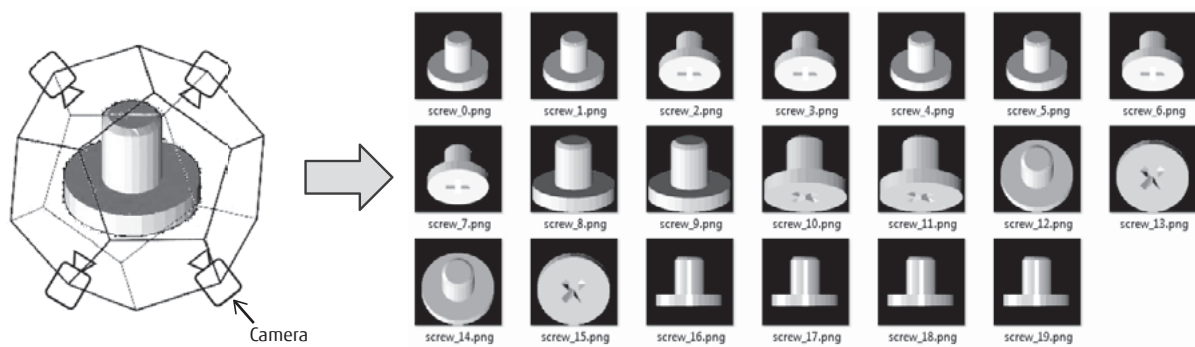 screw_0.png screw_1.png screw_2.png screw_3.png screw_4.png screw_5.png screw_6.png
screw_7.png screw_8.png screw_9.png screw_10.png screw_11.png screw_12.png screw_13.png
Camera
screw_14.png screw_15.png screw_16.png screw_17.png screw_18.png screw_19.png